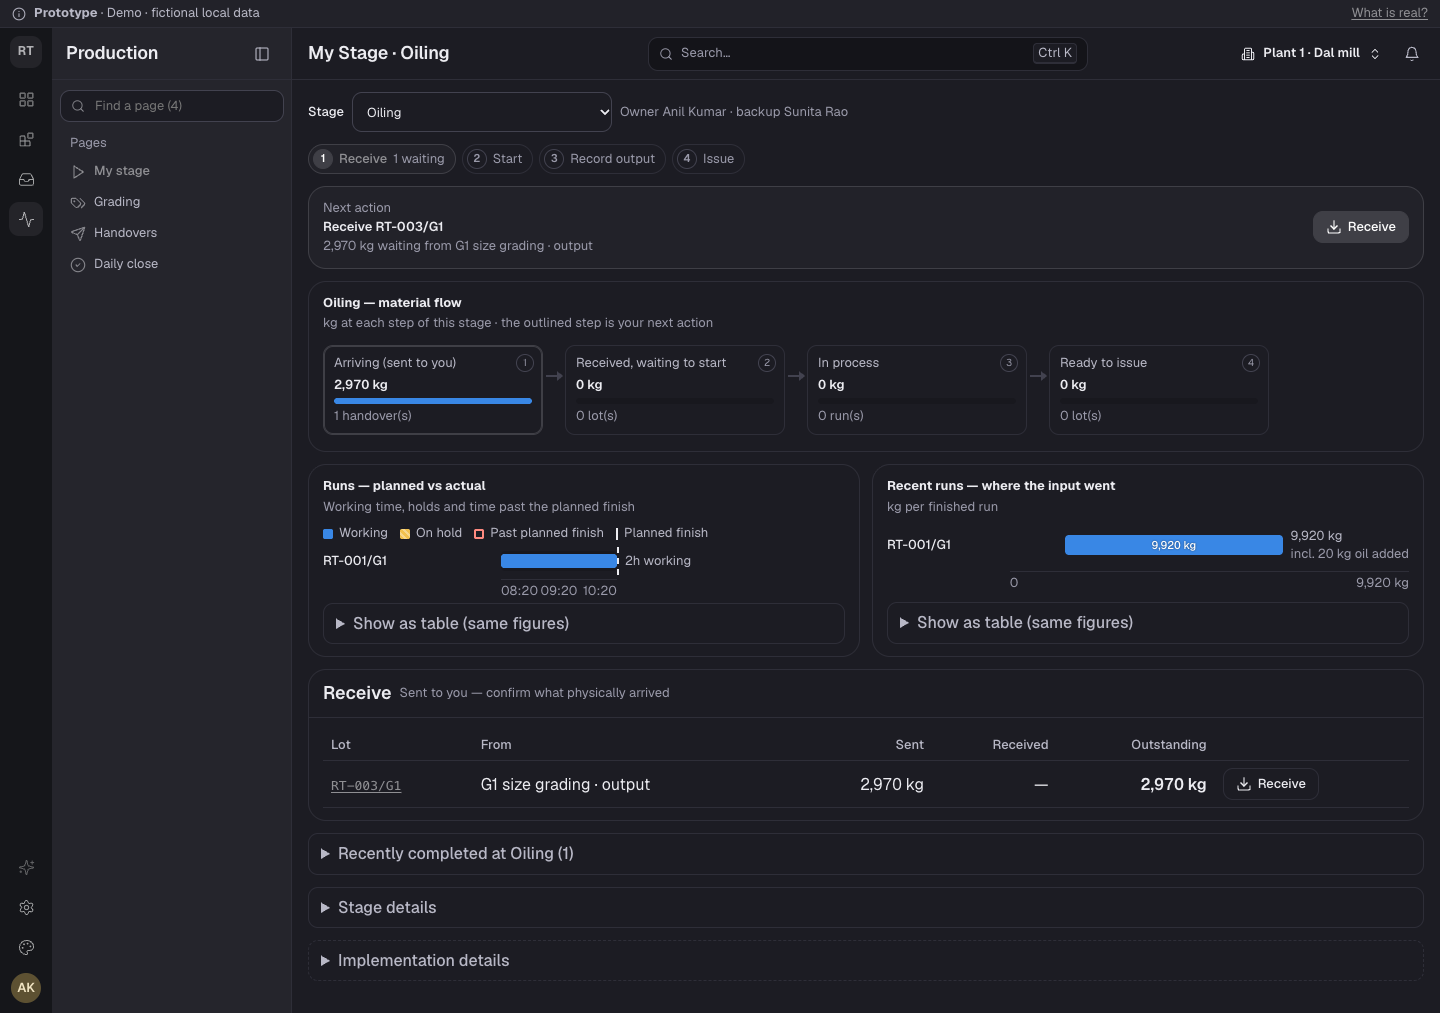 Prototype · Demo · fictional local data
What is real?
RT
Production
My Stage · Oiling
Search...
Ctrl K
Plant 1 · Dal mill
Find a page (4)
Pages
My stage
Grading
Handovers
Daily close
AK
Stage
Oiling
Owner Anil Kumar · backup Sunita Rao
1 Receive 1 waiting
2 Start
3 Record output
4 Issue
Next action
Receive RT-003/G1
2,970 kg waiting from G1 size grading · output
Receive
Oiling — material flow
kg at each step of this stage · the outlined step is your next action
Arriving (sent to you) 1
2,970 kg
1 handover(s)
Received, waiting to start 2
0 kg
0 lot(s)
In process 3
0 kg
0 run(s)
Ready to issue 4
0 kg
0 lot(s)
Runs — planned vs actual
Working time, holds and time past the planned finish
Working On hold Past planned finish Planned finish
RT-001/G1 2h working
08:20 09:20 10:20
Show as table (same figures)
Recent runs — where the input went
kg per finished run
RT-001/G1 9,920 kg 9,920 kg
incl. 20 kg oil added
0 9,920 kg
Show as table (same figures)
Receive Sent to you — confirm what physically arrived
Lot From Sent Received Outstanding
RT-003/G1 G1 size grading · output 2,970 kg — 2,970 kg Receive
Recently completed at Oiling (1)
Stage details
Implementation details